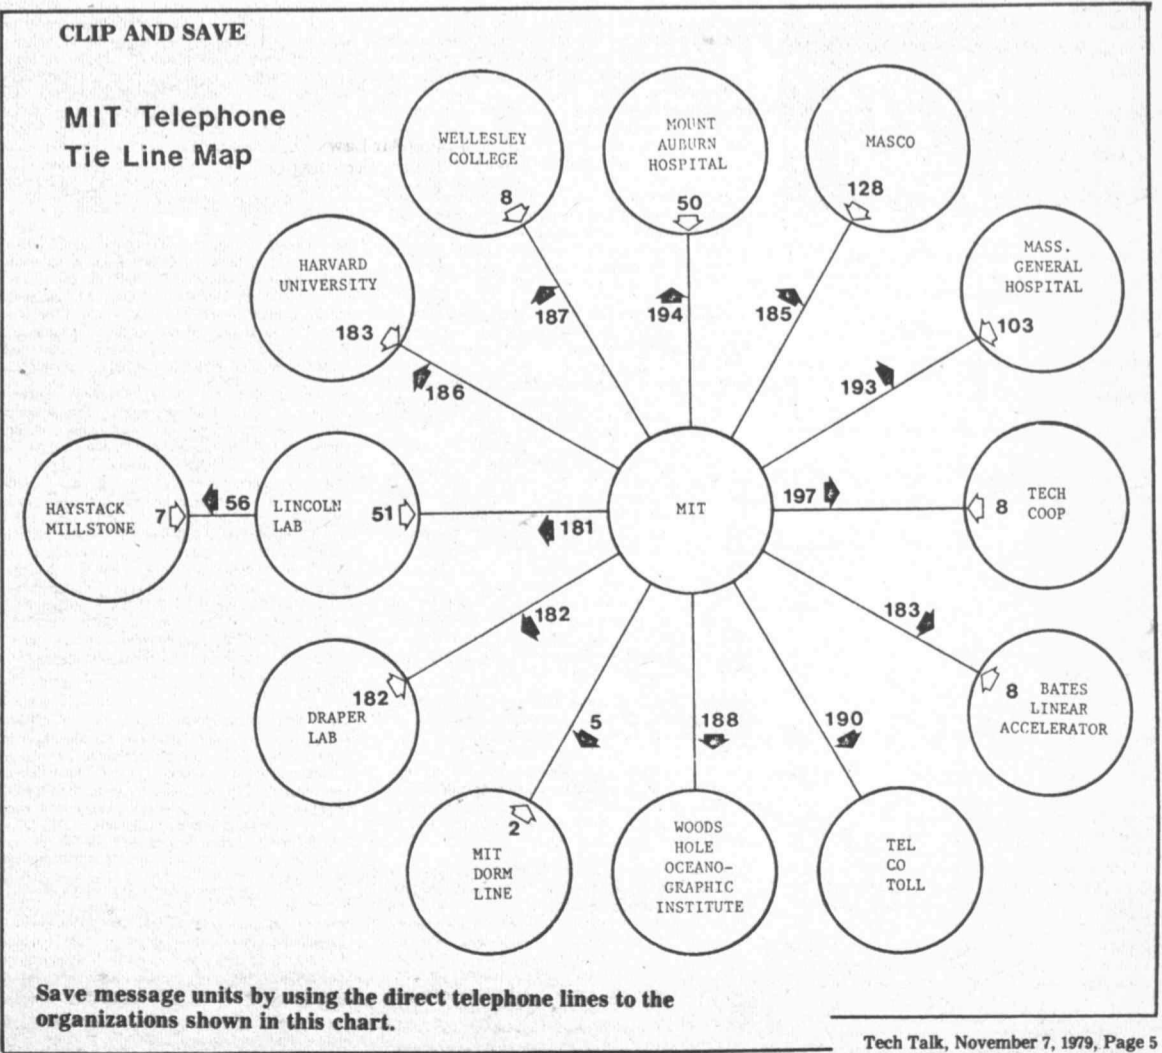 CLIP AND SAVE
MIT Telephone
Tie Line Map
WELLESLEY
COLLEGE
8
187
MOUNT
AUBURN
HOSPITAL
50
194
MASCO
128
185
HARVARD
UNIVERSITY
183
186
MASS.
GENERAL
HOSPITAL
103
193
HAYSTACK
MILLSTONE
7
56
LINCOLN
LAB
51
181
MIT
197
8
TECH
COOP
182
182
DRAPER
LAB
183
8
BATES
LINEAR
ACCELERATOR
5
2
MIT
DORM
LINE
188
WOODS
HOLE
OCEANO-
GRAPHIC
INSTITUTE
190
TEL
CO
TOLL
Save message units by using the direct telephone lines to the
organizations shown in this chart.
Tech Talk, November 7, 1979, Page 5